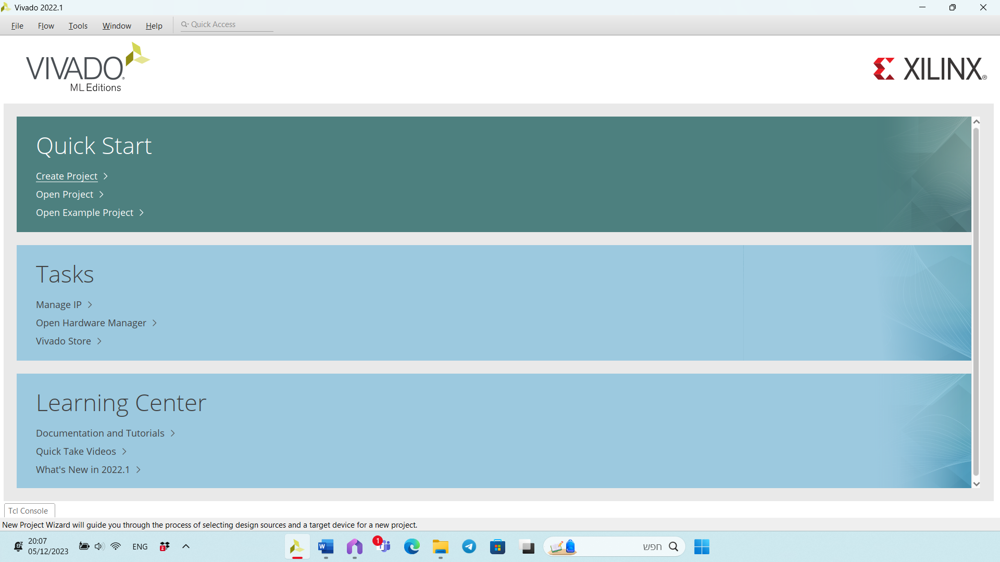 Vivado 2022.1
File Flow Tools Window Help Quick Access
VIVADO
ML Editions
XILINX®
Quick Start
Create Project
Open Project
Open Example Project
Tasks
Manage IP
Open Hardware Manager
Vivado Store
Learning Center
Documentation and Tutorials
Quick Take Videos
What's New in 2022.1
Tcl Console
New Project Wizard will guide you through the process of selecting design sources and a target device for a new project.
20:07
05/12/2023
ENG
2
W
1
חפש